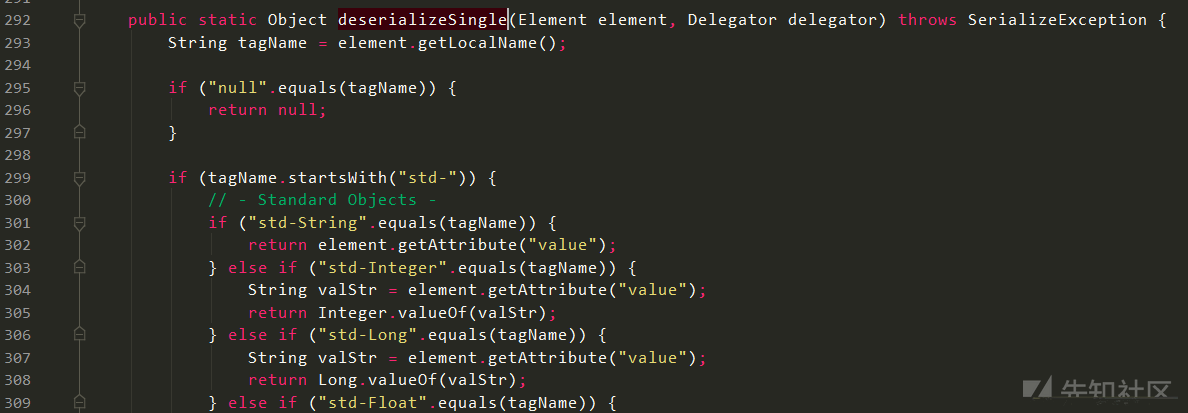 292 public static Object deserializeSingle(Element element, Delegator delegator) throws SerializeException {
293 String tagName = element.getLocalName();
294
295 if ("null".equals(tagName)) {
296 return null;
297 }
298
299 if (tagName.startsWith("std-")) {
300 // - Standard Objects -
301 if ("std-String".equals(tagName)) {
302 return element.getAttribute("value");
303 } else if ("std-Integer".equals(tagName)) {
304 String valStr = element.getAttribute("value");
305 return Integer.valueOf(valStr);
306 } else if ("std-Long".equals(tagName)) {
307 String valStr = element.getAttribute("value");
308 return Long.valueOf(valStr);
309 } else if ("std-Float".equals(tagName)) {
先知社区